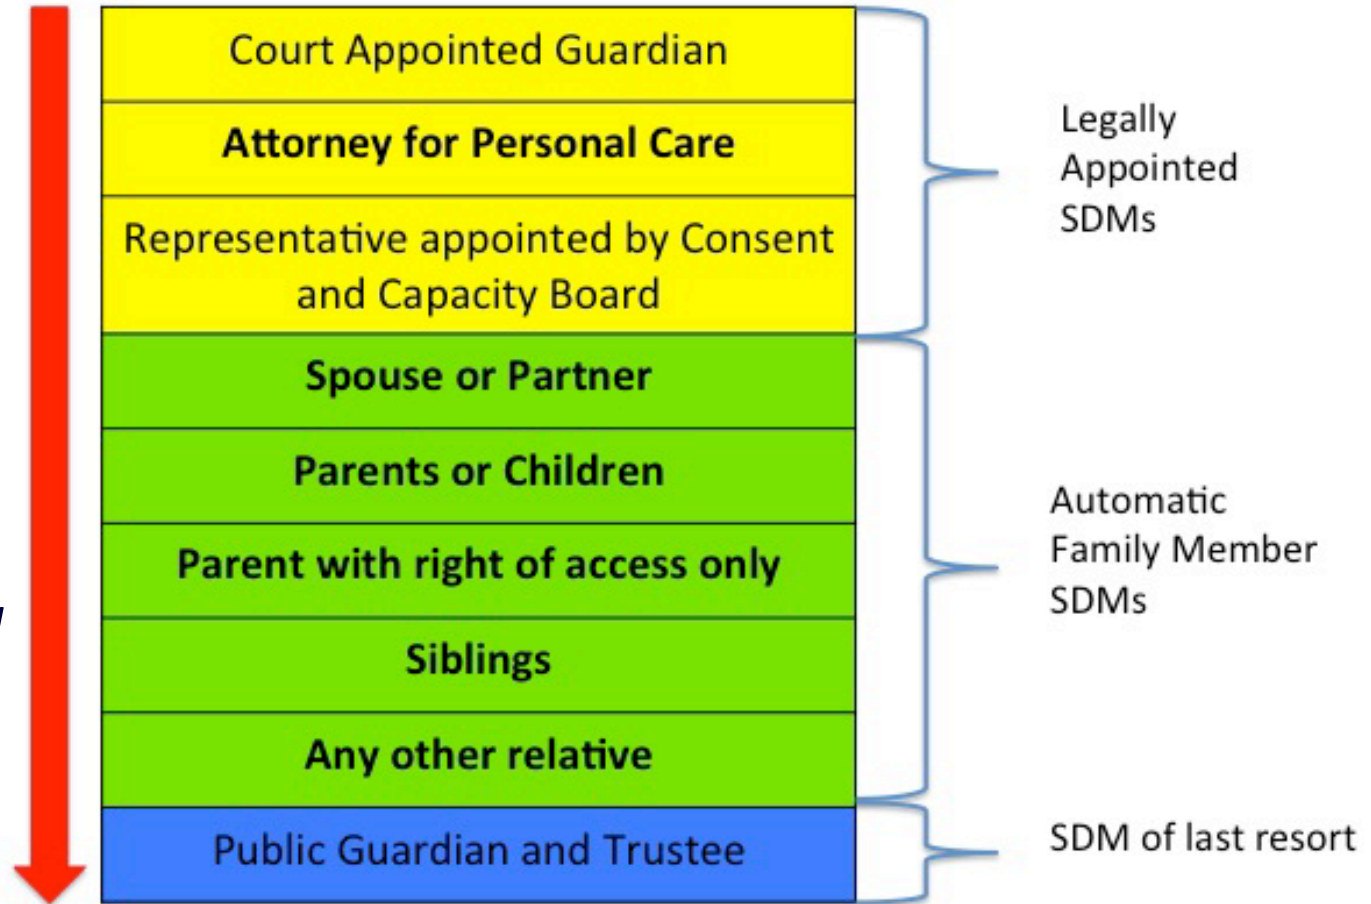 Court Appointed Guardian
Attorney for Personal Care
Representative appointed by Consent
and Capacity Board
Spouse or Partner
Parents or Children
Parent with right of access only
Siblings
Any other relative
Public Guardian and Trustee
Legally
Appointed
SDMs
Automatic
Family Member
SDMs
SDM of last resort